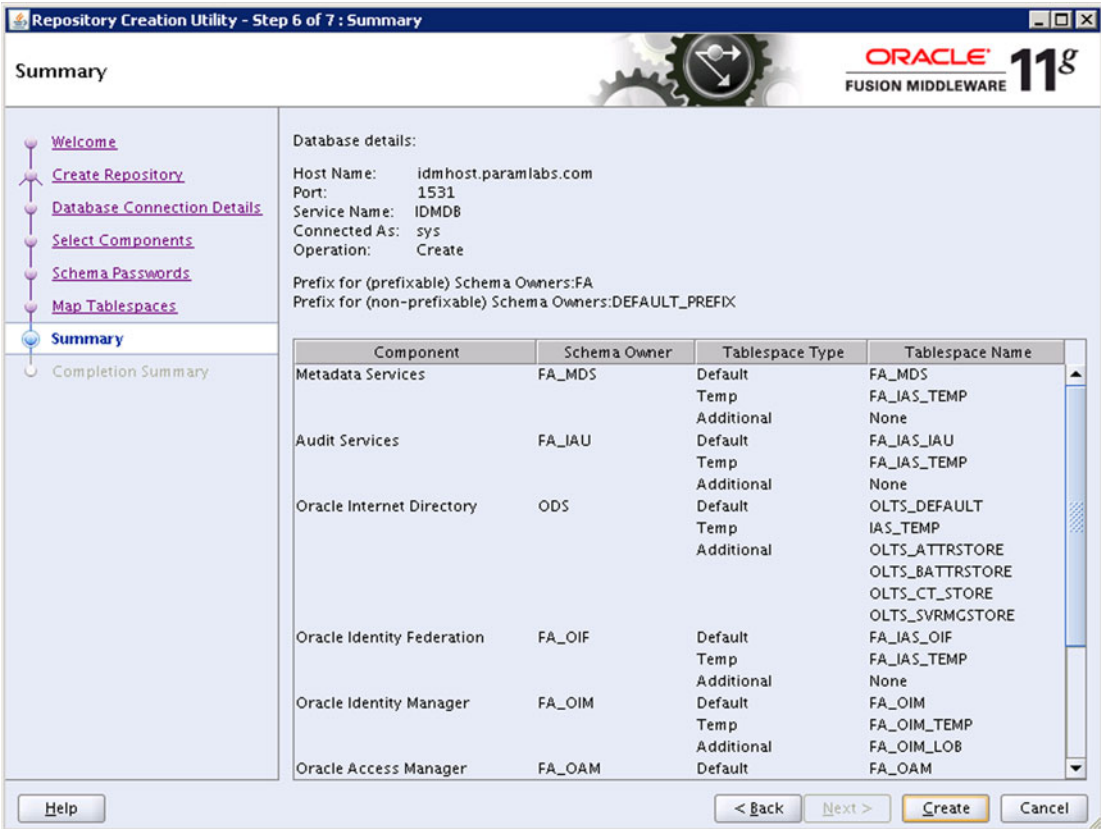 Repository Creation Utility - Step 6 of 7 : Summary
Summary
ORACLE
FUSION MIDDLEWARE 11g
Welcome
Create Repository
Database Connection Details
Select Components
Schema Passwords
Map Tablespaces
Summary
Completion Summary
Database details:
Host Name: idmhost.paramlabs.com
Port: 1531
Service Name: IDMDB
Connected As: sys
Operation: Create
Prefix for (prefixable) Schema Owners:FA
Prefix for (non-prefixable) Schema Owners:DEFAULT_PREFIX
Component Schema Owner Tablespace Type Tablespace Name
Metadata Services FA_MDS Default FA_MDS
Temp FA_IAS_TEMP
Additional None
Audit Services FA_IAU Default FA_IAS_IAU
Temp FA_IAS_TEMP
Additional None
Oracle Internet Directory ODS Default OLTS_DEFAULT
Temp IAS_TEMP
Additional OLTS_ATTRSTORE
OLTS_BATTRSTORE
OLTS_CT_STORE
OLTS_SVRMGSTORE
Oracle Identity Federation FA_OIF Default FA_IAS_OIF
Temp FA_IAS_TEMP
Additional None
Oracle Identity Manager FA_OIM Default FA_OIM
Temp FA_OIM_TEMP
Additional FA_OIM_LOB
Oracle Access Manager FA_OAM Default FA_OAM
Help < Back Next > Create Cancel